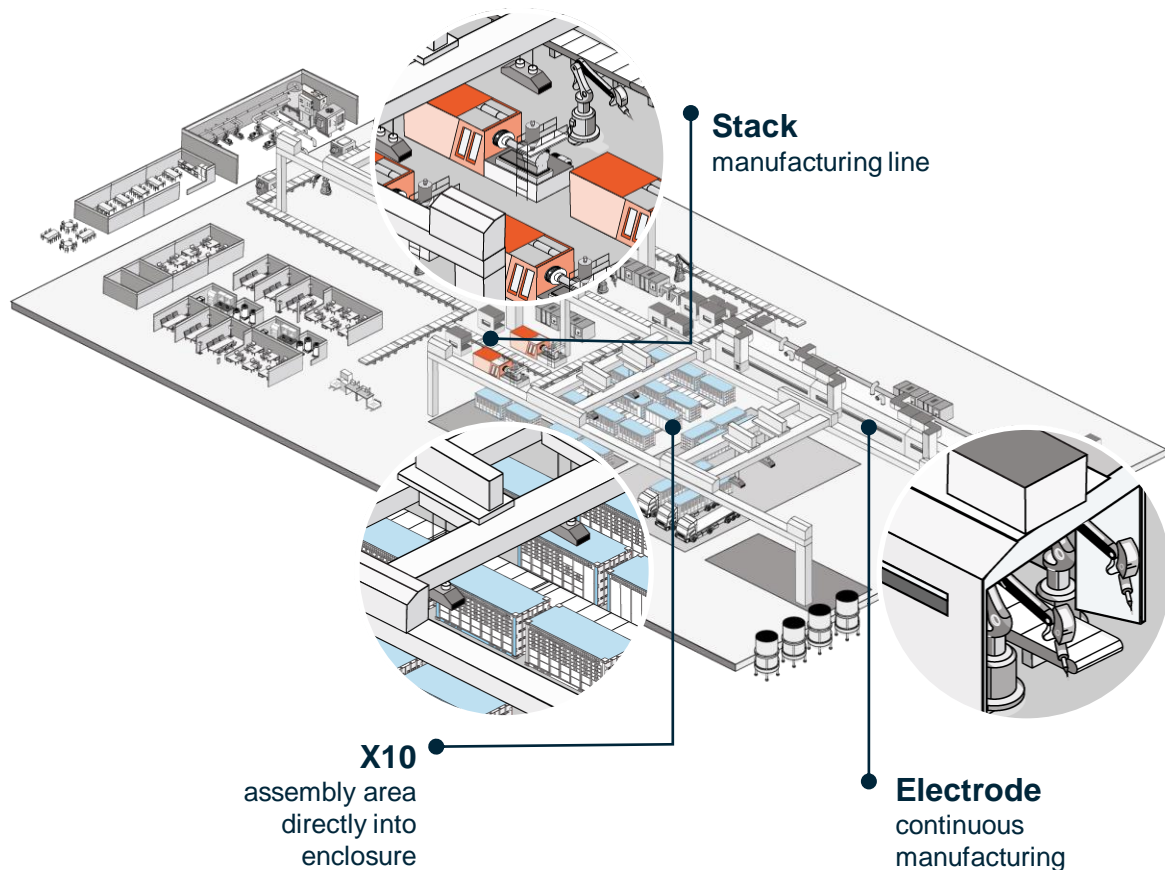 Stack
manufacturing line
X10
assembly area
directly into
enclosure
Electrode
continuous
manufacturing